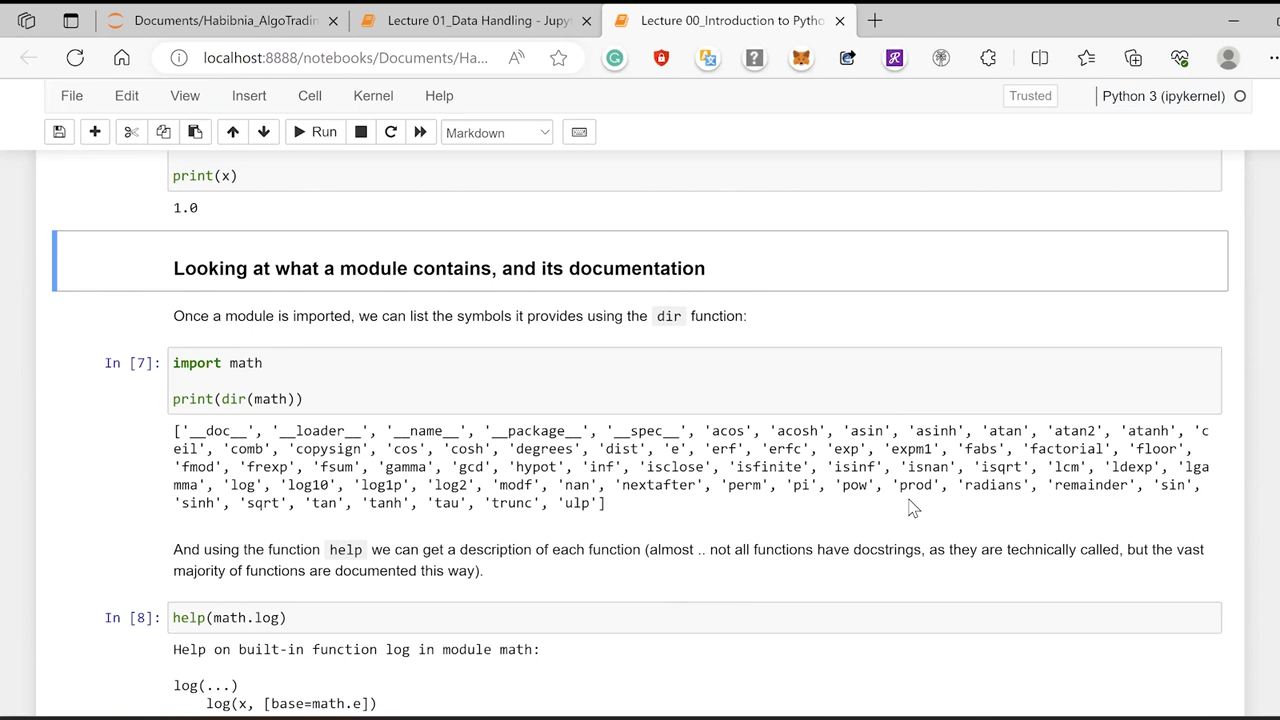 Documents/Habibnia_AlgoTradin
Lecture 01_Data Handling - Jupyt
Lecture 00_Introduction to Pytho
localhost:8888/notebooks/Documents/Ha...
File Edit View Insert Cell Kernel Help Trusted Python 3 (ipykernel)
Run Markdown
print(x)
1.0
Looking at what a module contains, and its documentation
Once a module is imported, we can list the symbols it provides using the dir function:
In [7]: import math
print(dir(math))
['__doc__', '__loader__', '__name__', '__package__', '__spec__', 'acos', 'acosh', 'asin', 'asinh', 'atan', 'atan2', 'atanh', 'c
eil', 'comb', 'copysign', 'cos', 'cosh', 'degrees', 'dist', 'e', 'erf', 'erfc', 'exp', 'expm1', 'fabs', 'factorial', 'floor',
'fmod', 'frexp', 'fsum', 'gamma', 'gcd', 'hypot', 'inf', 'isclose', 'isfinite', 'isinf', 'isnan', 'isqrt', 'lcm', 'ldexp', 'lga
mma', 'log', 'log10', 'log1p', 'log2', 'modf', 'nan', 'nextafter', 'perm', 'pi', 'pow', 'prod', 'radians', 'remainder', 'sin',
'sinh', 'sqrt', 'tan', 'tanh', 'tau', 'trunc', 'ulp']
And using the function help we can get a description of each function (almost .. not all functions have docstrings, as they are technically called, but the vast
majority of functions are documented this way).
In [8]: help(math.log)
Help on built-in function log in module math:
log(...)
log(x, [base=math.e])